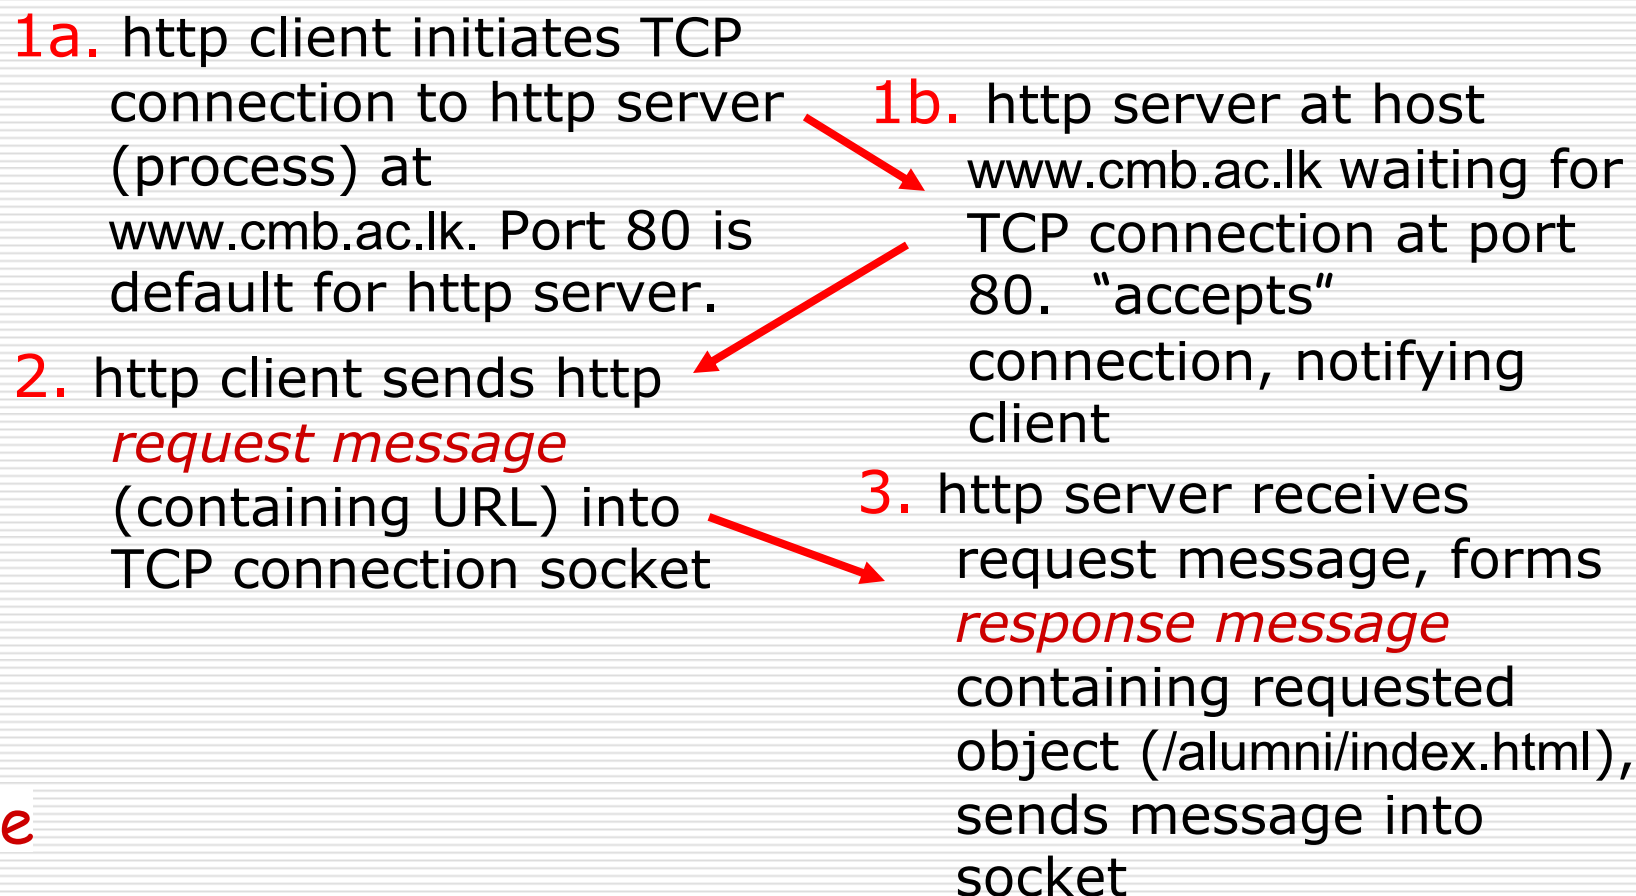 1a. http client initiates TCP
connection to http server
(process) at
www.cmb.ac.lk. Port 80 is
default for http server.
1b. http server at host
www.cmb.ac.lk waiting for
TCP connection at port
80. “accepts”
connection, notifying
client
2. http client sends http
request message
(containing URL) into
TCP connection socket
3. http server receives
request message, forms
response message
containing requested
object (/alumni/index.html),
sends message into
socket
e